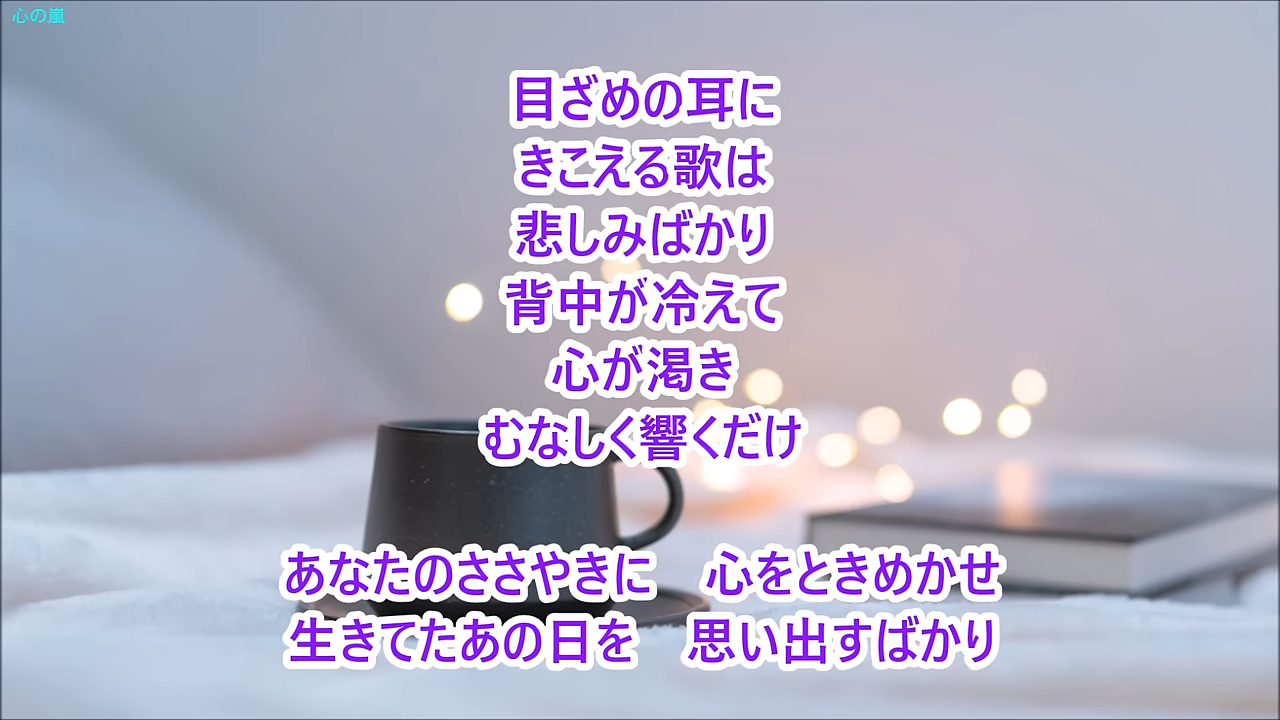 心の嵐
目ざめの耳に
きこえる歌は
悲しみばかり
背中が冷えて
心が渇き
むなしく響くだけ
あなたのささやきに　心をときめかせ
生きてたあの日を　思い出すばかり